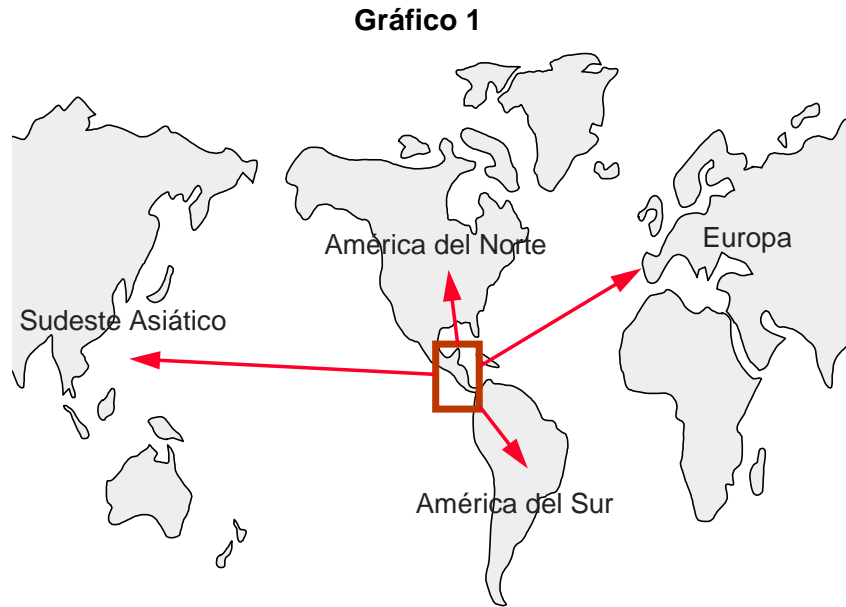 Gráfico 1
América del Norte
Europa
Sudeste Asiático
América del Sur